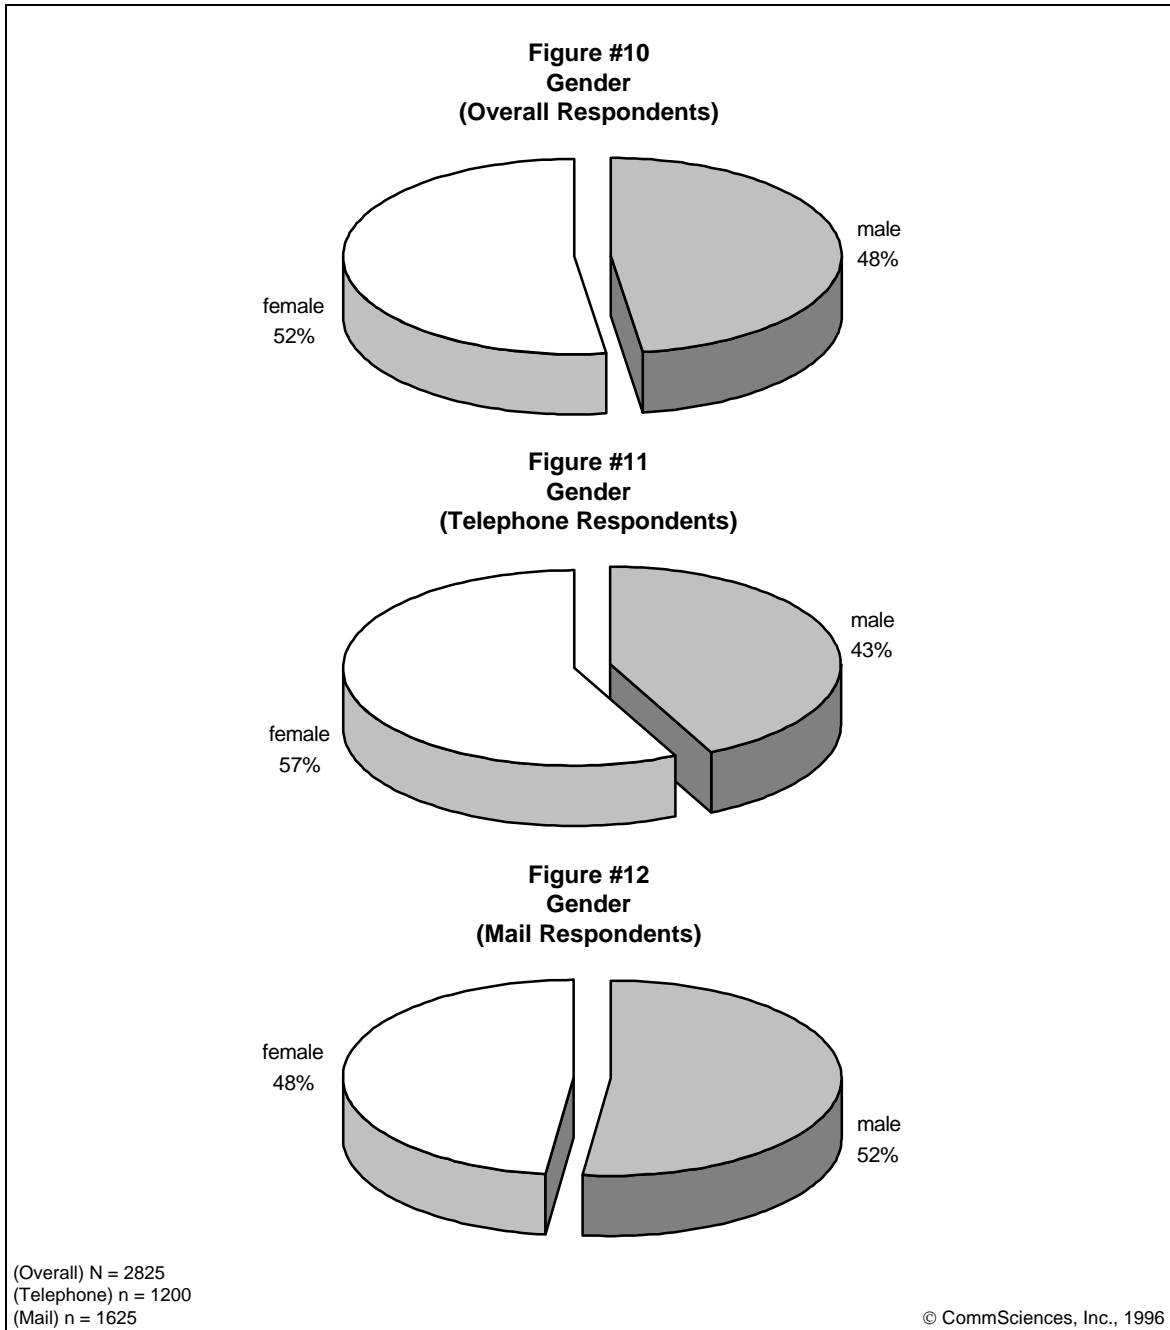 Figure #10
Gender
(Overall Respondents)
male
48%
female
52%
Figure #11
Gender
(Telephone Respondents)
male
43%
female
57%
Figure #12
Gender
(Mail Respondents)
female
48%
male
52%
(Overall) N = 2825
(Telephone) n = 1200
(Mail) n = 1625
© CommSciences, Inc., 1996